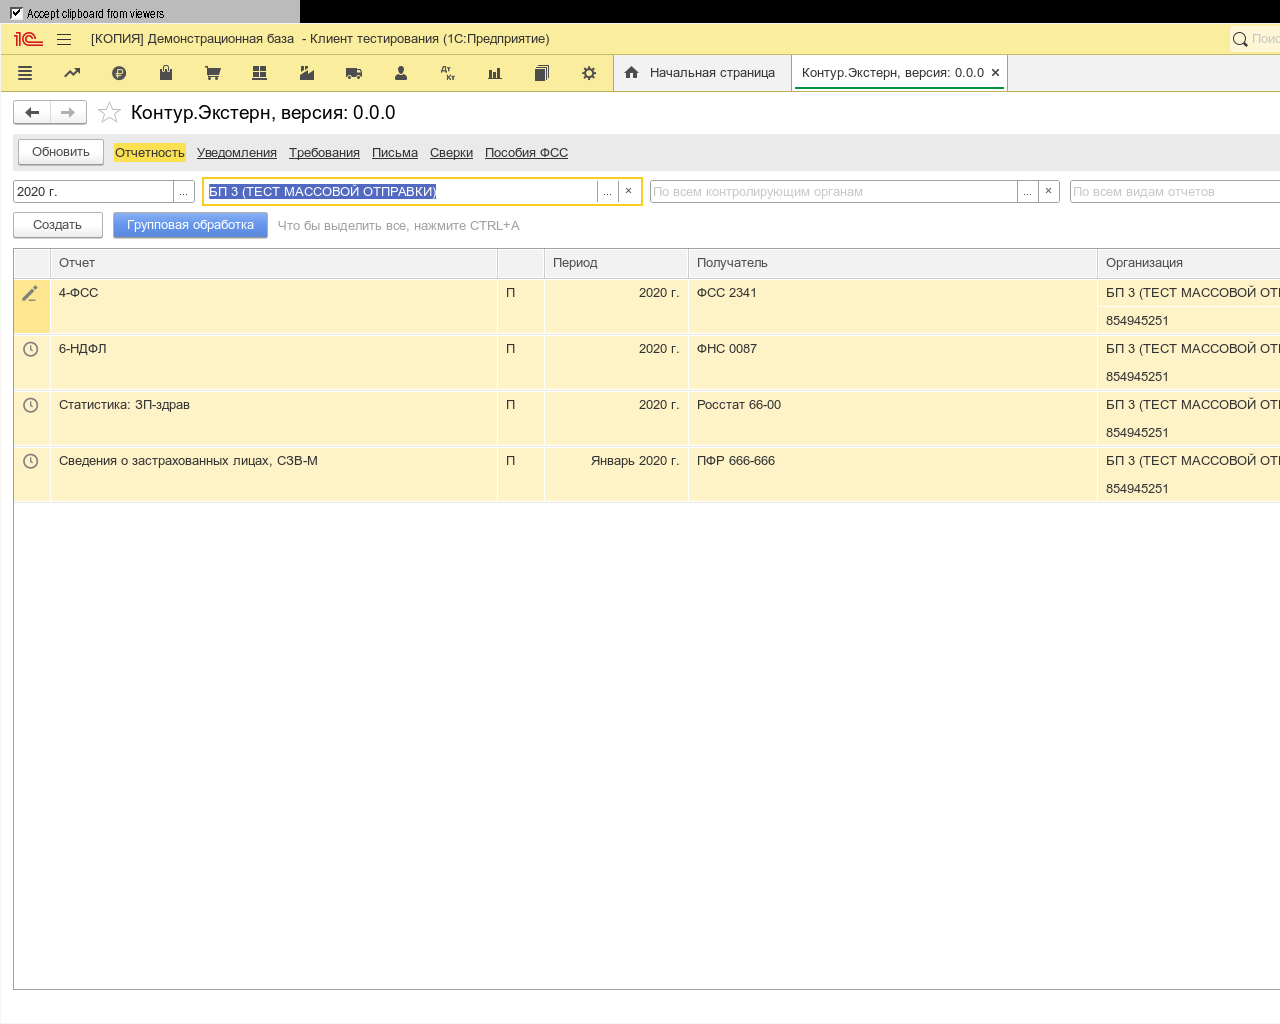 Accept clipboard from viewers
1С [КОПИЯ] Демонстрационная база - Клиент тестирования (1С:Предприятие)
Дт Кт Начальная страница Контур.Экстерн, версия: 0.0.0 ×
Контур.Экстерн, версия: 0.0.0
Обновить Отчетность Уведомления Требования Письма Сверки Пособия ФСС
2020 г. ... БП 3 (ТЕСТ МАССОВОЙ ОТПРАВКИ) ... × По всем контролирующим органам ... × По всем видам отчетов
Создать Групповая обработка Что бы выделить все, нажмите CTRL+A
Отчет Период Получатель Организация
4-ФСС П 2020 г. ФСС 2341 БП 3 (ТЕСТ МАССОВОЙ
854945251
6-НДФЛ П 2020 г. ФНС 0087 БП 3 (ТЕСТ МАССОВОЙ
854945251
Статистика: ЗП-здрав П 2020 г. Росстат 66-00 БП 3 (ТЕСТ МАССОВОЙ
854945251
Сведения о застрахованных лицах, СЗВ-М П Январь 2020 г. ПФР 666-666 БП 3 (ТЕСТ МАССОВОЙ
854945251